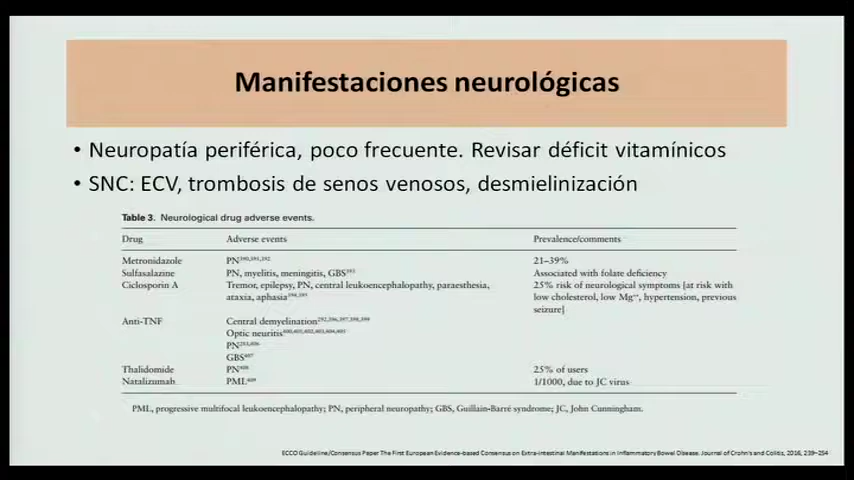 Manifestaciones neurológicas
• Neuropatía periférica, poco frecuente. Revisar déficit vitamínicos
• SNC: ECV, trombosis de senos venosos, desmielinización
Table 3. Neurological drug adverse events.
Drug Adverse events Prevalence/comments
Metronidazole PN 21–39%
Sulfasalazine PN, myelitis, meningitis, GBS Associated with folate deficiency
Ciclosporin A Tremor, epilepsy, PN, central leukoencephalopathy, paraesthesia, 25% risk of neurological symptoms [at risk with
ataxia, aphasia low cholesterol, low Mg, hypertension, previous
seizure]
Anti-TNF Central demyelination
Optic neuritis
PN
GBS
Thalidomide PN 25% of users
Natalizumab PML 1/1000, due to JC virus
PML, progressive multifocal leukoencephalopathy; PN, peripheral neuropathy; GBS, Guillain-Barré syndrome; JC, John Cunningham.
ECCO Guideline/Consensus Paper The First European Evidence-based Consensus on Extra-intestinal Manifestations in Inflammatory Bowel Disease. Journal of Crohn's and Colitis, 2016, 239–254